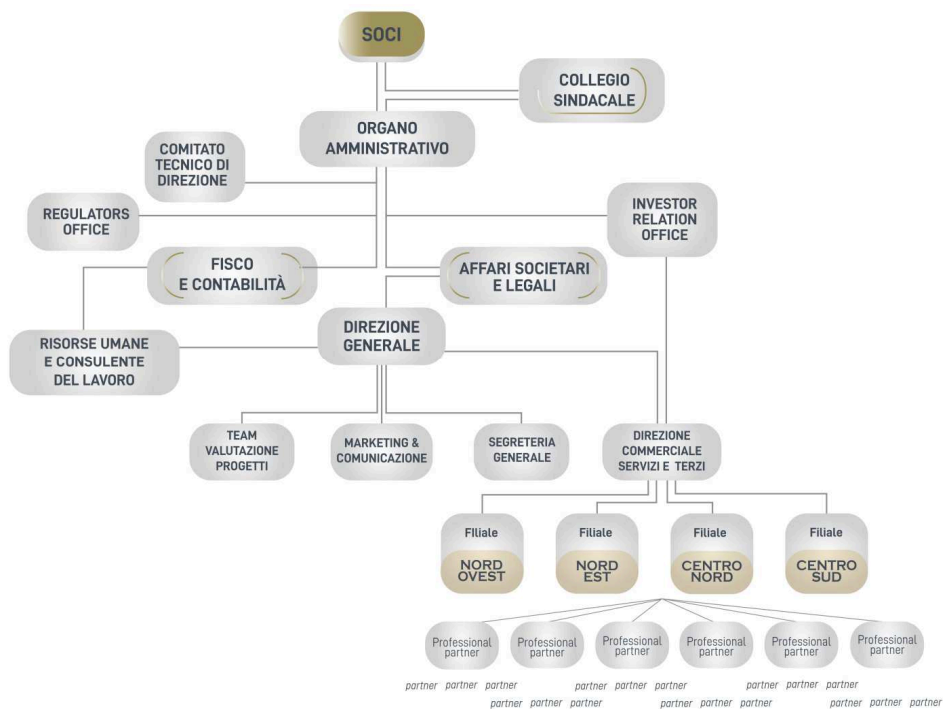 SOCI
COLLEGIO
SINDACALE
ORGANO
AMMINISTRATIVO
COMITATO
TECNICO DI
DIREZIONE
REGULATORS
OFFICE
INVESTOR
RELATION
OFFICE
FISCO
E CONTABILITÀ
AFFARI SOCIETARI
E LEGALI
DIREZIONE
GENERALE
RISORSE UMANE
E CONSULENTE
DEL LAVORO
TEAM
VALUTAZIONE
PROGETTI
MARKETING &
COMUNICAZIONE
SEGRETERIA
GENERALE
DIREZIONE
COMMERCIALE
SERVIZI E TERZI
FIliale
NORD
OVEST
Filiale
NORD
EST
Filiale
CENTRO
NORD
Filiale
CENTRO
SUD
Professional
partner
Professional
partner
Professional
partner
Professional
partner
Professional
partner
Professional
partner
partner partner partner partner partner partner partner partner partner
partner partner partner partner partner partner partner partner partner